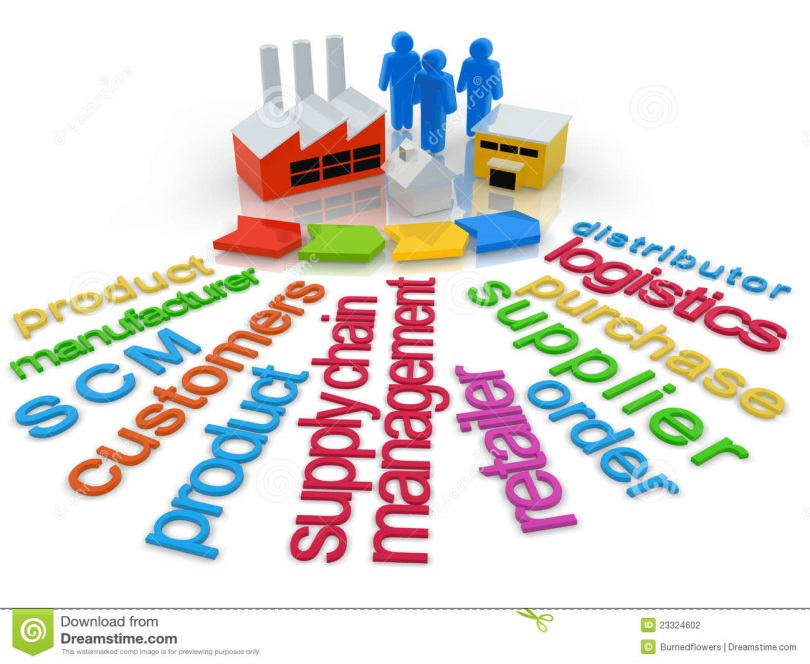 product
manufacturer
SCM
customers
product
supply chain
management
retailer
order
supplier
purchase
logistics
distributor
Download from
Dreamstime.com
This watermarked comp image is for previewing purposes only.
ID 23324602
© Burnedflowers | Dreamstime.com